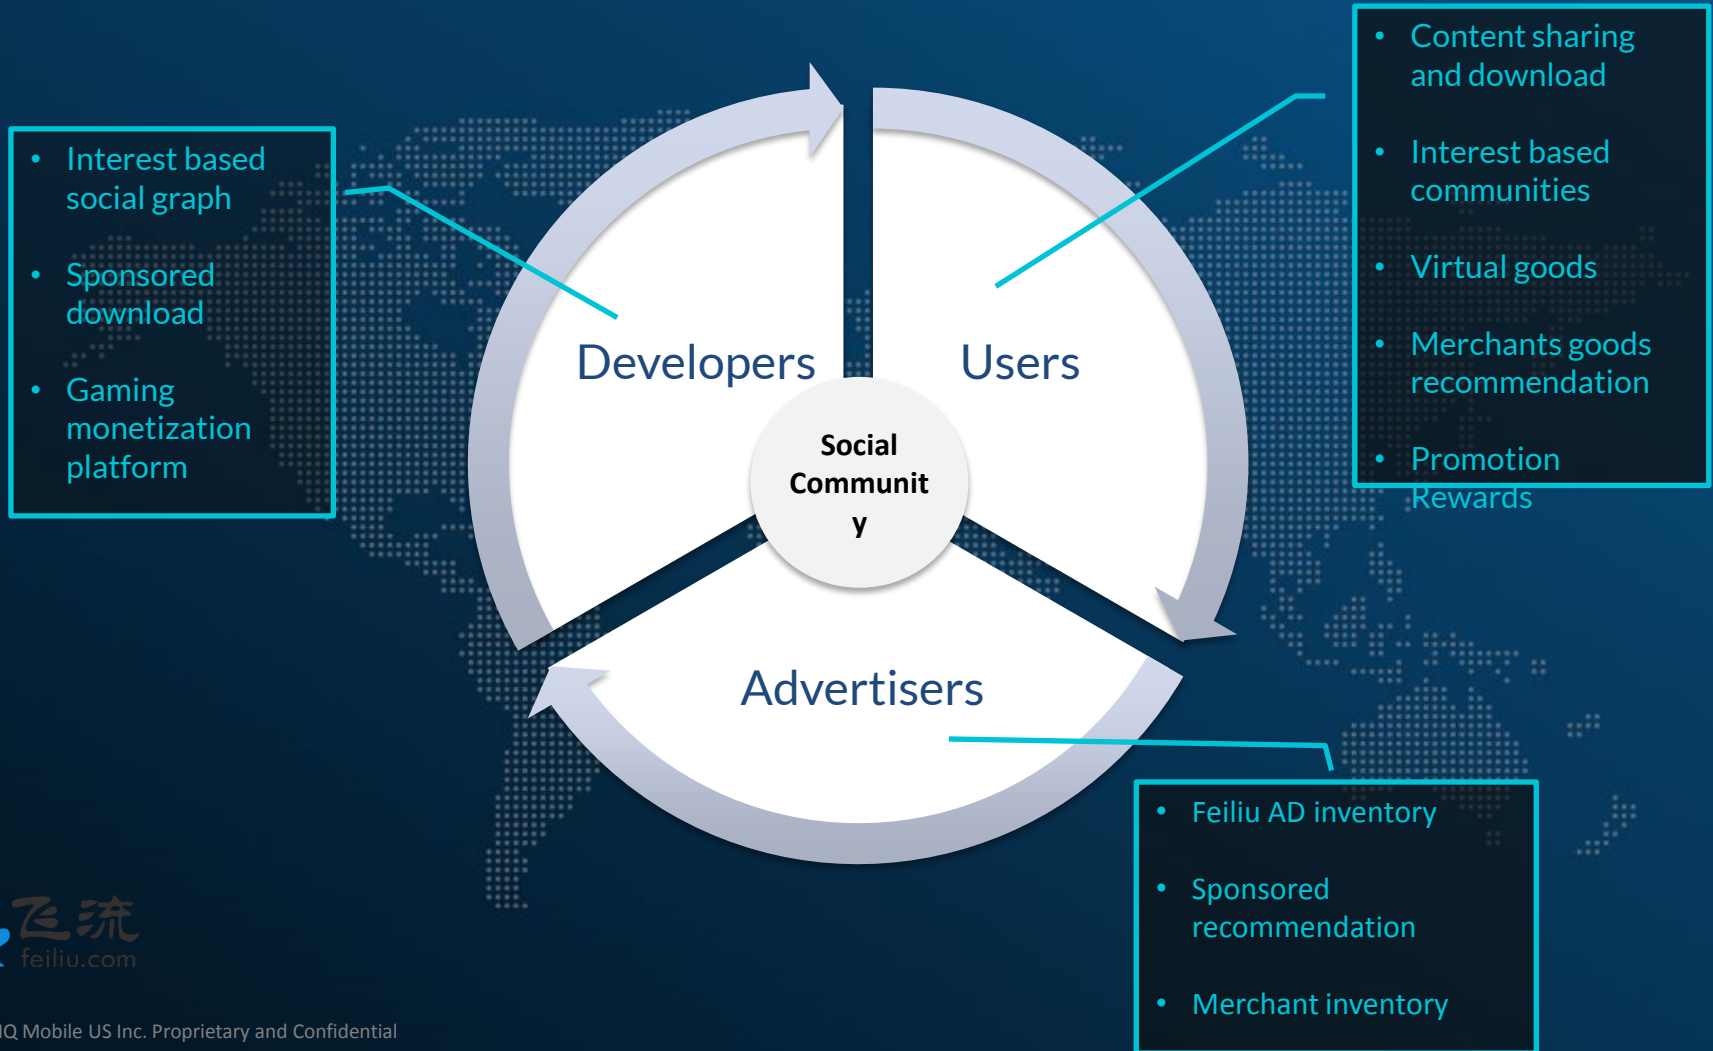 • Interest based
social graph
• Sponsored
download
• Gaming
monetization
platform
Developers
Users
Social
Communit
y
Advertisers
• Content sharing
and download
• Interest based
communities
• Virtual goods
• Merchants goods
recommendation
• Promotion
Rewards
• Feiliu AD inventory
• Sponsored
recommendation
• Merchant inventory
飞流
feiliu.com
IQ Mobile US Inc. Proprietary and Confidential